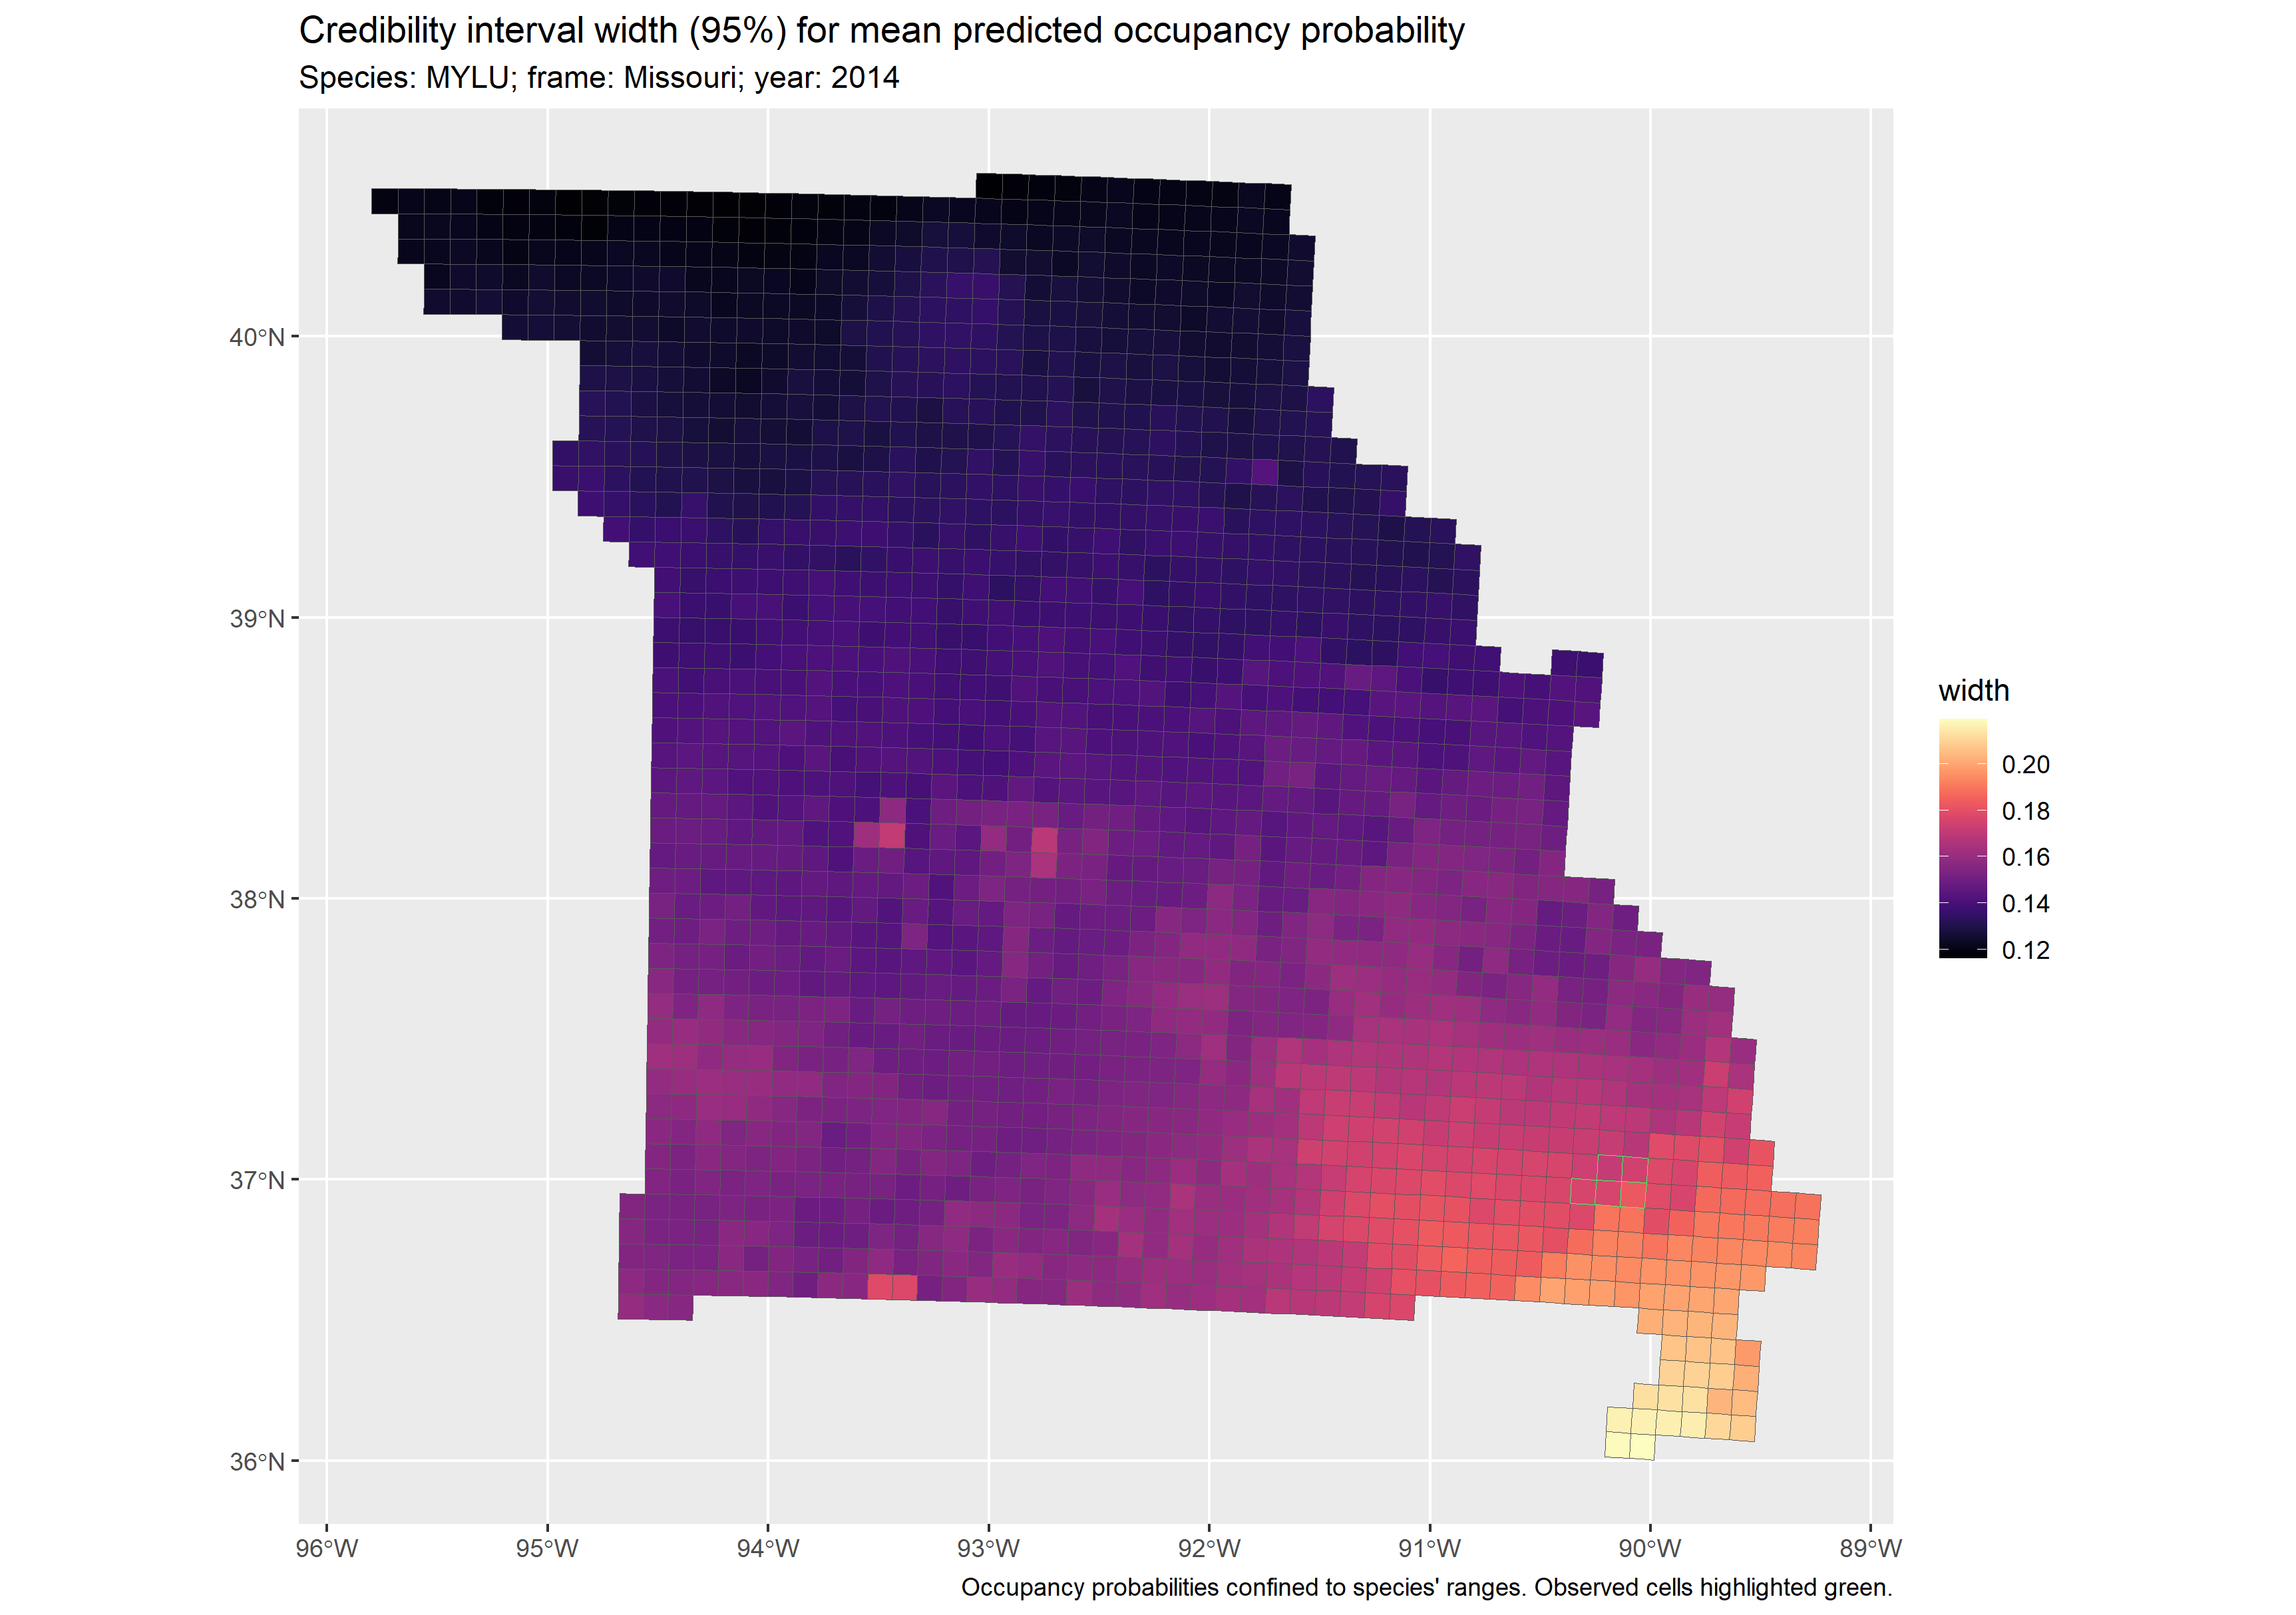 Credibility interval width (95%) for mean predicted occupancy probability
Species: MYLU; frame: Missouri; year: 2014
40°N
39°N
38°N
37°N
36°N
96°W 95°W 94°W 93°W 92°W 91°W 90°W 89°W
width
0.20
0.18
0.16
0.14
0.12
Occupancy probabilities confined to species' ranges. Observed cells highlighted green.